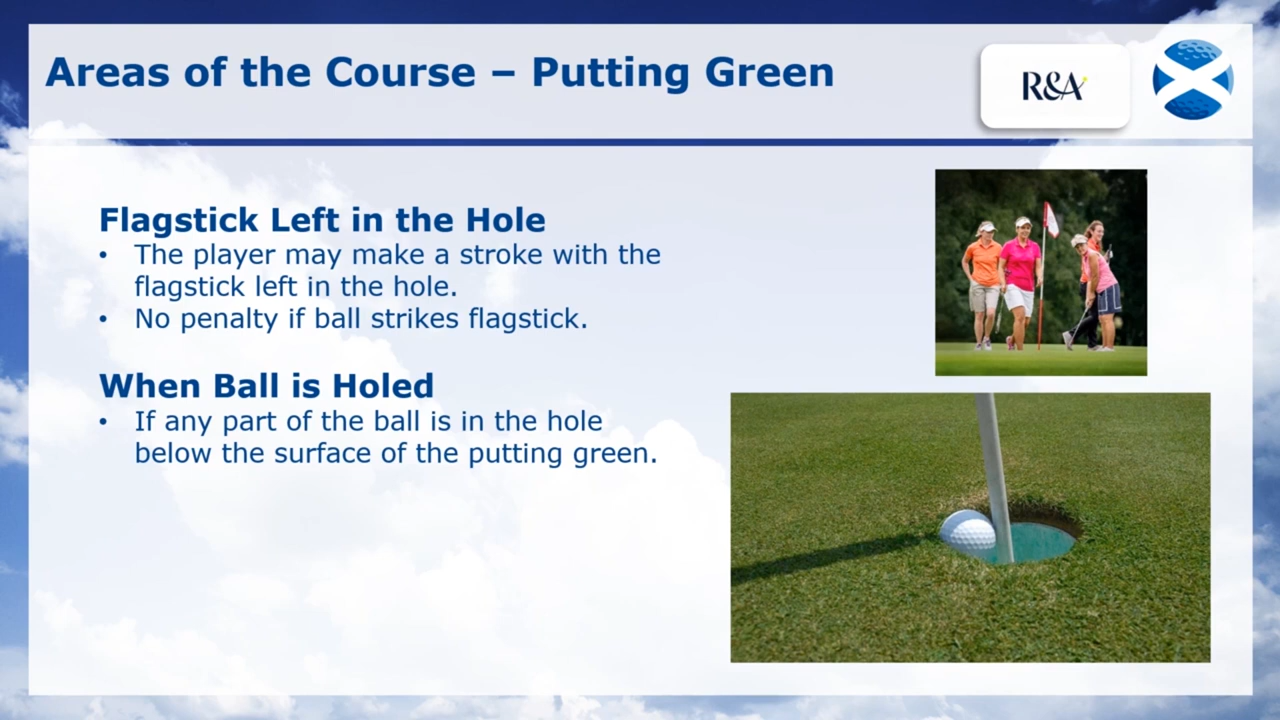 Areas of the Course – Putting Green
R&A
Flagstick Left in the Hole
• The player may make a stroke with the
flagstick left in the hole.
• No penalty if ball strikes flagstick.
When Ball is Holed
• If any part of the ball is in the hole
below the surface of the putting green.